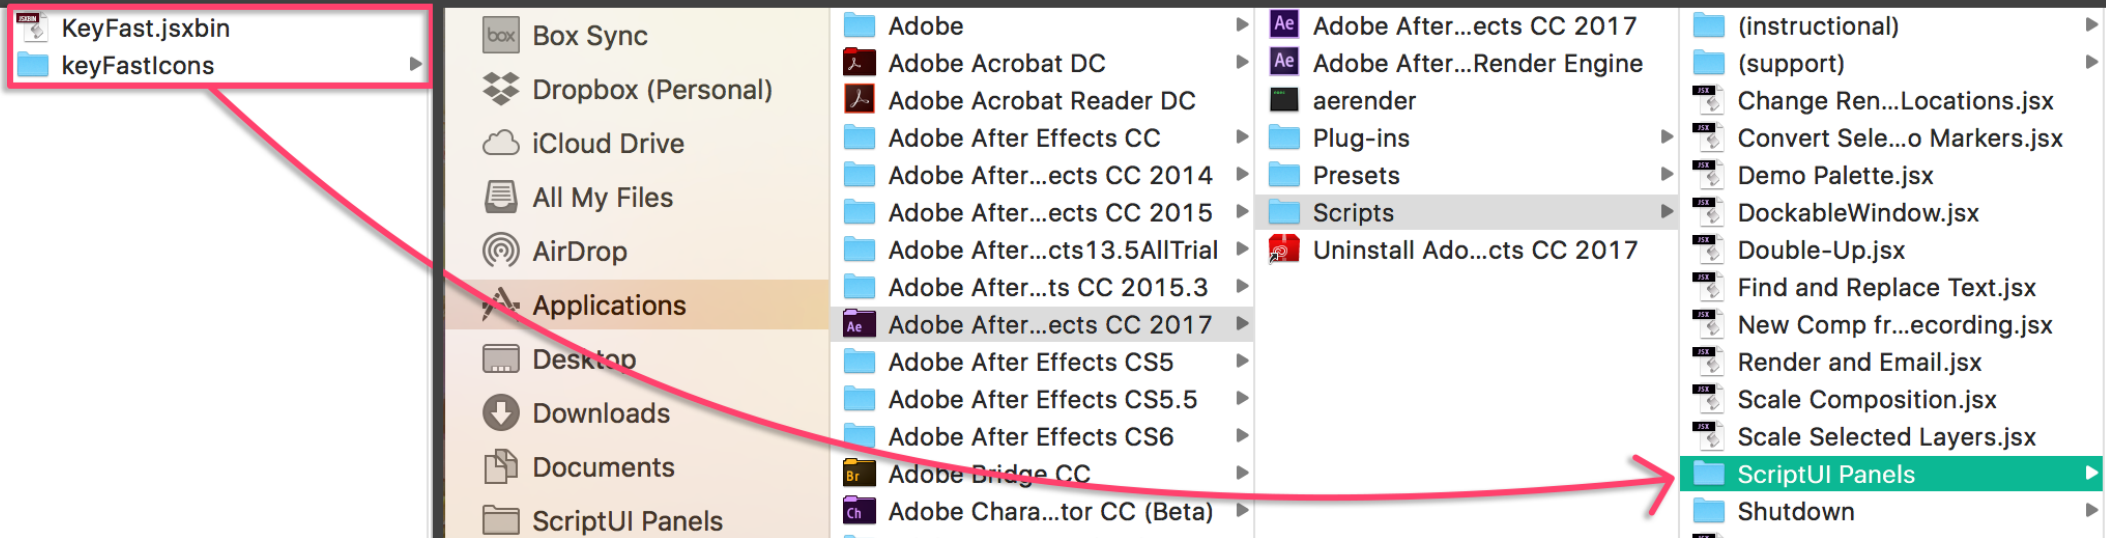 KeyFast.jsxbin
keyFastIcons
Box Sync
Dropbox (Personal)
iCloud Drive
All My Files
AirDrop
Applications
Desktop
Downloads
Documents
ScriptUI Panels
Adobe
Adobe Acrobat DC
Adobe Acrobat Reader DC
Adobe After Effects CC
Adobe After...ects CC 2014
Adobe After...ects CC 2015
Adobe After...cts13.5AllTrial
Adobe After...ts CC 2015.3
Adobe After...ects CC 2017
Adobe After Effects CS5
Adobe After Effects CS5.5
Adobe After Effects CS6
Adobe Bridge CC
Adobe Chara...tor CC (Beta)
Adobe After...ects CC 2017
Adobe After...Render Engine
aerender
Plug-ins
Presets
Scripts
Uninstall Ado...cts CC 2017
(instructional)
(support)
Change Ren...Locations.jsx
Convert Sele...o Markers.jsx
Demo Palette.jsx
DockableWindow.jsx
Double-Up.jsx
Find and Replace Text.jsx
New Comp fr...ecording.jsx
Render and Email.jsx
Scale Composition.jsx
Scale Selected Layers.jsx
ScriptUI Panels
Shutdown